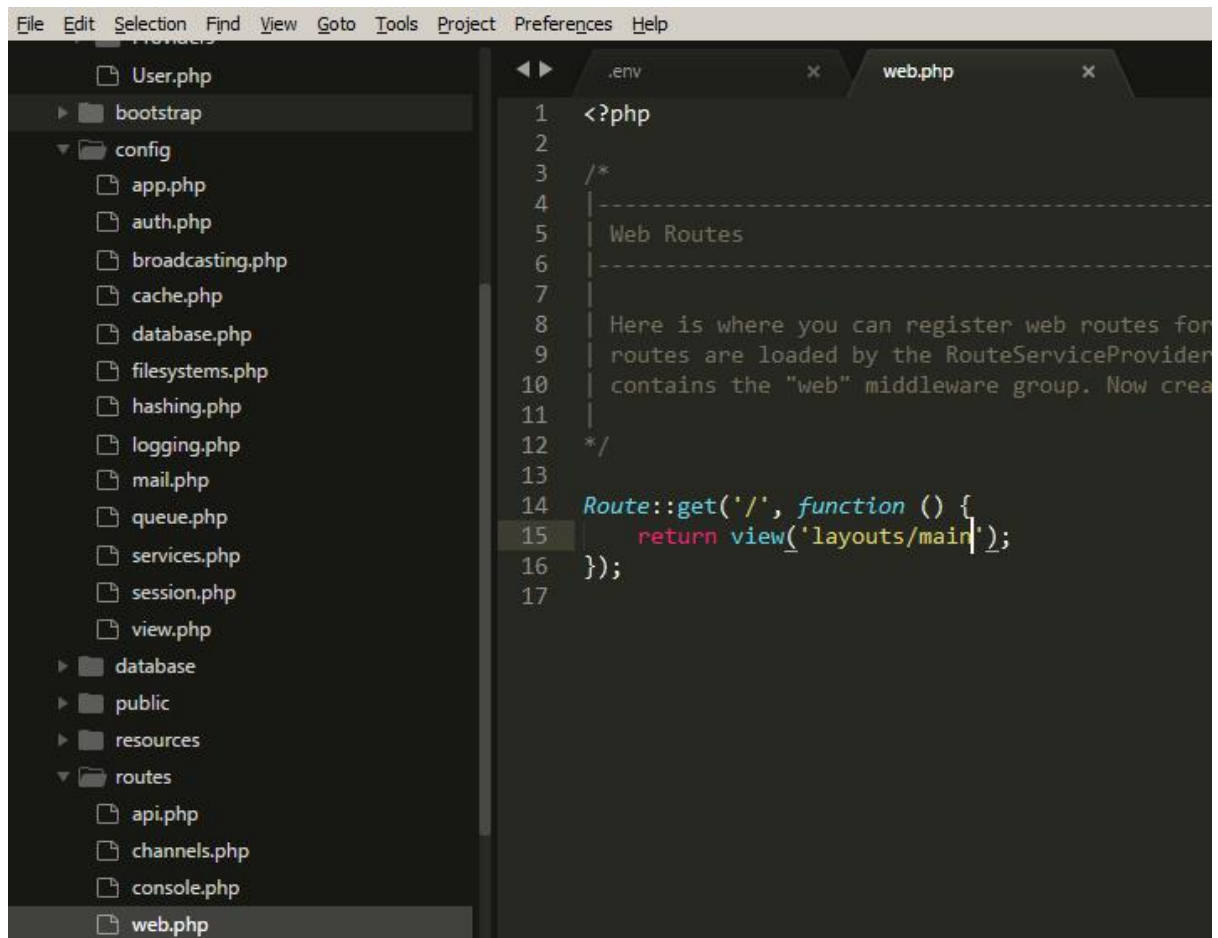 File Edit Selection Find View Goto Tools Project Preferences Help
Providers
User.php
bootstrap
config
app.php
auth.php
broadcasting.php
cache.php
database.php
filesystems.php
hashing.php
logging.php
mail.php
queue.php
services.php
session.php
view.php
database
public
resources
routes
api.php
channels.php
console.php
web.php
.env × web.php ×
1 <?php
2
3 /*
4 |--------------------------------------------------
5 | Web Routes
6 |--------------------------------------------------
7 |
8 | Here is where you can register web routes for
9 | routes are loaded by the RouteServiceProvider
10 | contains the "web" middleware group. Now crea
11 |
12 */
13
14 Route::get('/', function () {
15     return view('layouts/main');
16 });
17